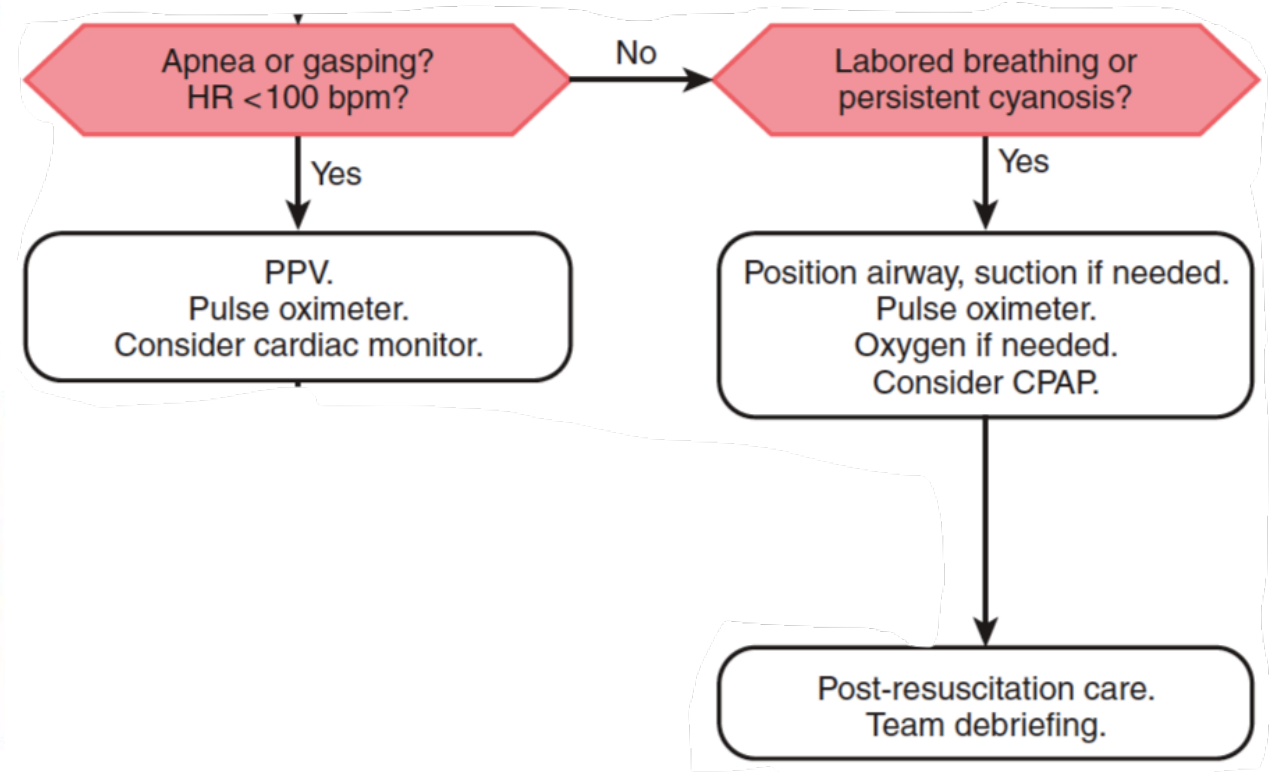 Apnea or gasping?
HR <100 bpm?
No
Labored breathing or
persistent cyanosis?
Yes
Yes
PPV.
Pulse oximeter.
Consider cardiac monitor.
Position airway, suction if needed.
Pulse oximeter.
Oxygen if needed.
Consider CPAP.
Post-resuscitation care.
Team debriefing.